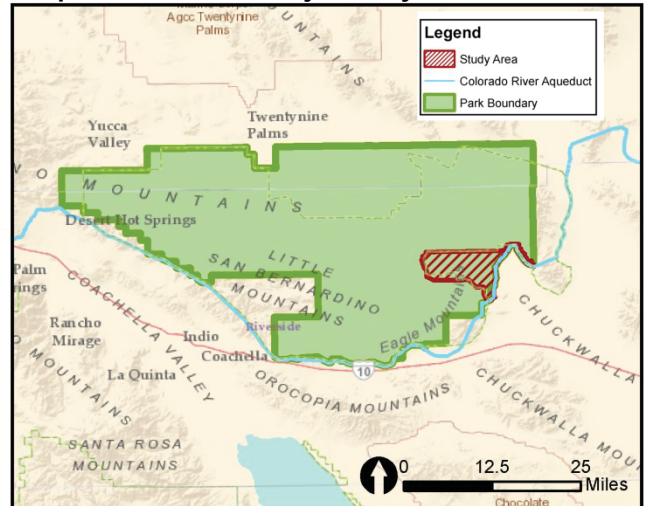 Agcc Twentynine
Palms
MOUNTAINS
Legend
Study Area
Colorado River Aqueduct
Park Boundary
Yucca
Valley
Twentynine
Palms
NO MOUNTAINS
Desert Hot Springs
LITTLE
SAN BERNARDINO
MOUNTAINS
Palm
rings
COACHELLA VALLEY
Rancho
Mirage
Riverside
Eagle Mountains
Indio
Coachella
CHUCKWALLA
La Quinta
10
O MOUNTAINS
OROCOPIA MOUNTAINS
CHUCKWALLA MOU
SANTA ROSA
MOUNTAINS
0 12.5 25
Miles
Chocolate